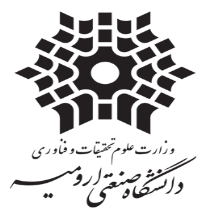 وزارت علوم تحقیقات و فناوری
دانشگاه صنعتی ارومیه